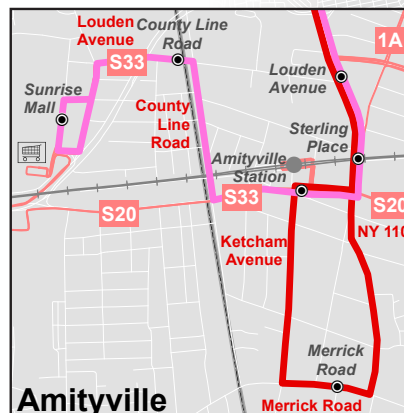 Louden
Avenue
County Line
Road
1A
S33
Sunrise
Mall
Louden
Avenue
County
Line
Road
Sterling
Place
Amityville
Station
S33
S20
S20
NY 110
Ketcham
Avenue
Merrick
Road
Merrick Road
Amityville